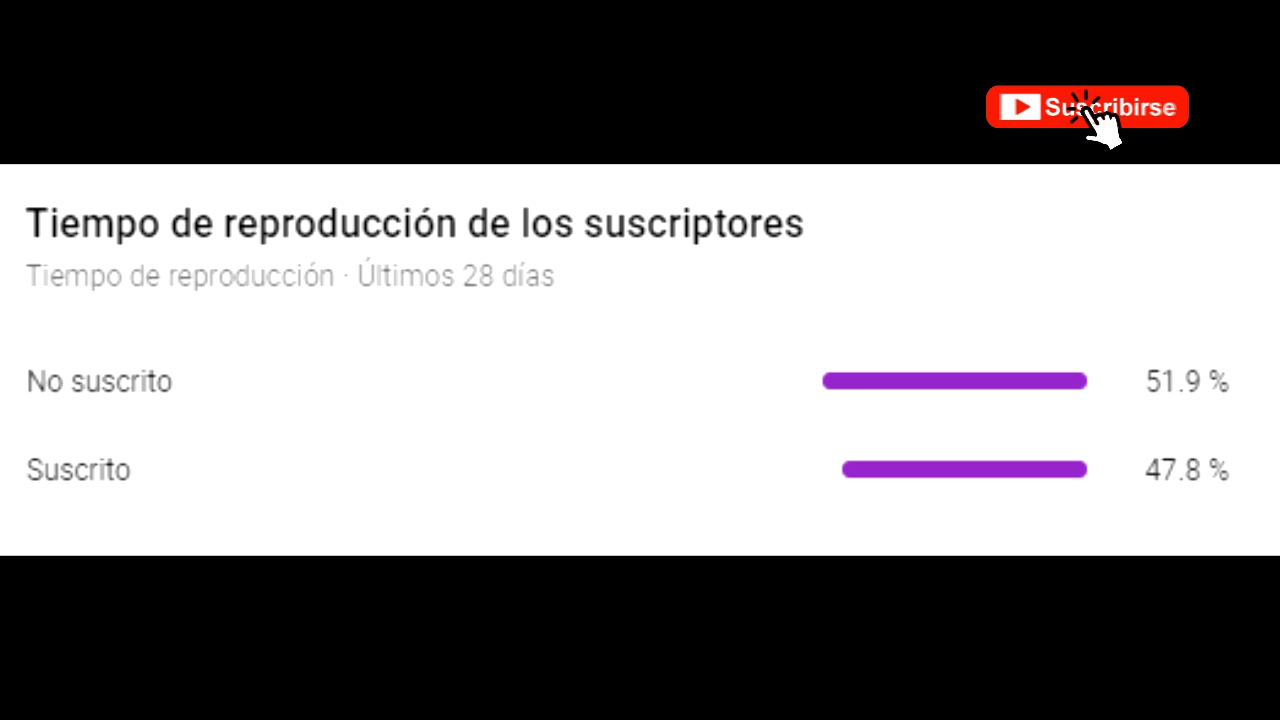 Suscribirse
Tiempo de reproducción de los suscriptores
Tiempo de reproducción · Últimos 28 días
No suscrito 51.9 %
Suscrito 47.8 %